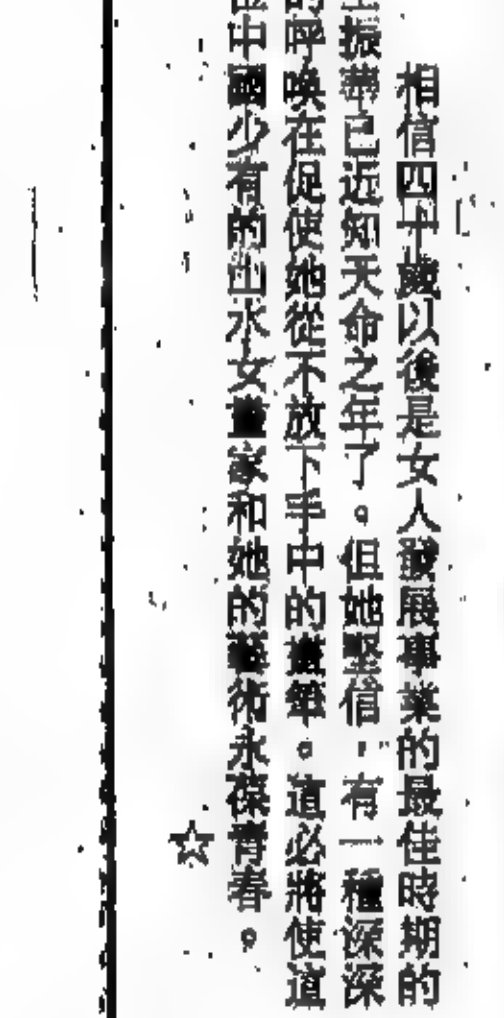 相信四十歲以後是女人發展事業的最佳時期的
振華已近知天命之年了。但她堅信,有一種深深
的呼喚在促使她從不放下手中的畫筆。這必將使這
位中國少有的山水女畫家和她的藝術永葆青春。
☆